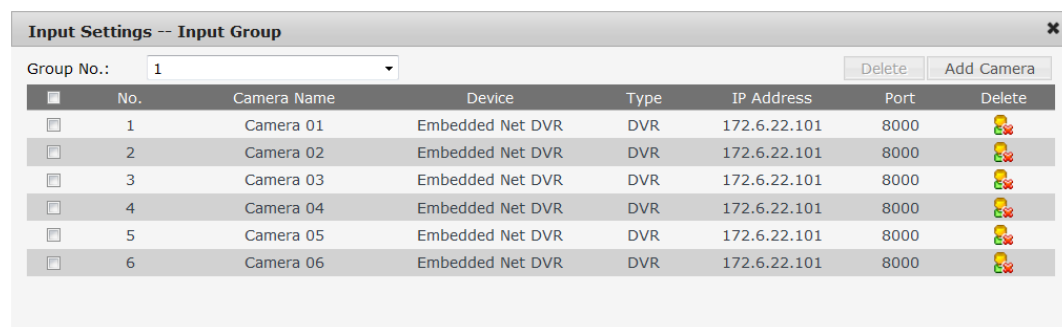 Input Settings -- Input Group
Group No.: 1 Delete Add Camera
No. Camera Name Device Type IP Address Port Delete
1 Camera 01 Embedded Net DVR DVR 172.6.22.101 8000
2 Camera 02 Embedded Net DVR DVR 172.6.22.101 8000
3 Camera 03 Embedded Net DVR DVR 172.6.22.101 8000
4 Camera 04 Embedded Net DVR DVR 172.6.22.101 8000
5 Camera 05 Embedded Net DVR DVR 172.6.22.101 8000
6 Camera 06 Embedded Net DVR DVR 172.6.22.101 8000